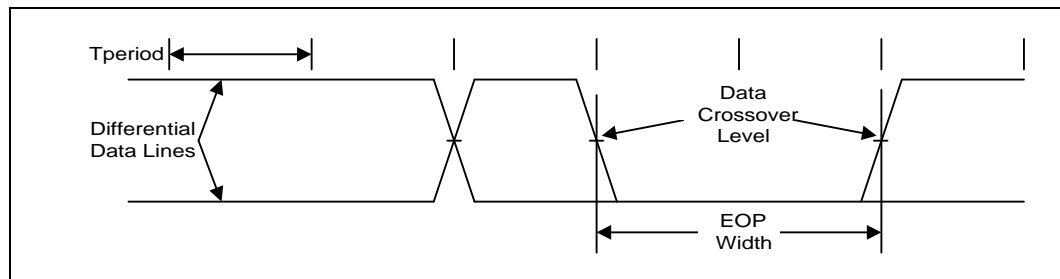 Tperiod
Differential
Data Lines
Data
Crossover
Level
EOP
Width